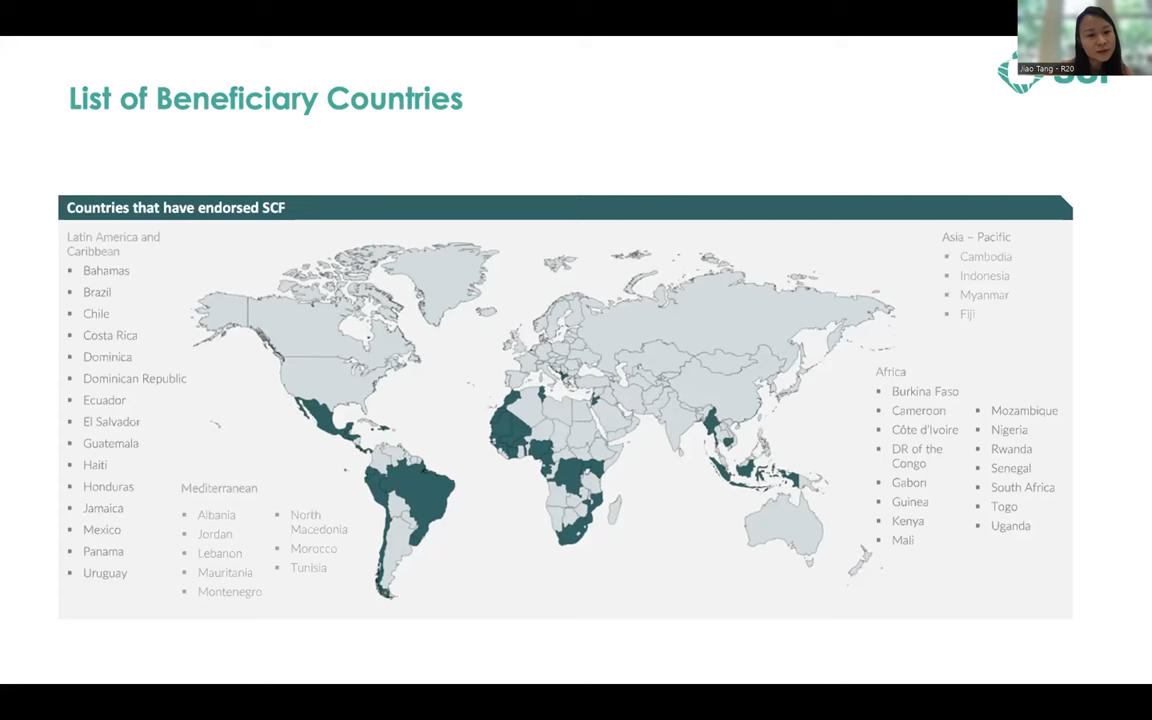 Jiao Tang - R20
List of Beneficiary Countries
Countries that have endorsed SCF
Latin America and
Caribbean
Bahamas
Brazil
Chile
Costa Rica
Dominica
Dominican Republic
Ecuador
El Salvador
Guatemala
Haiti
Honduras
Jamaica
Mexico
Panama
Uruguay
Mediterranean
Albania
Jordan
Lebanon
Mauritania
Montenegro
North
Macedonia
Morocco
Tunisia
Asia – Pacific
Cambodia
Indonesia
Myanmar
Fiji
Africa
Burkina Faso
Cameroon
Côte d'Ivoire
DR of the
Congo
Gabon
Guinea
Kenya
Mali
Mozambique
Nigeria
Rwanda
Senegal
South Africa
Togo
Uganda